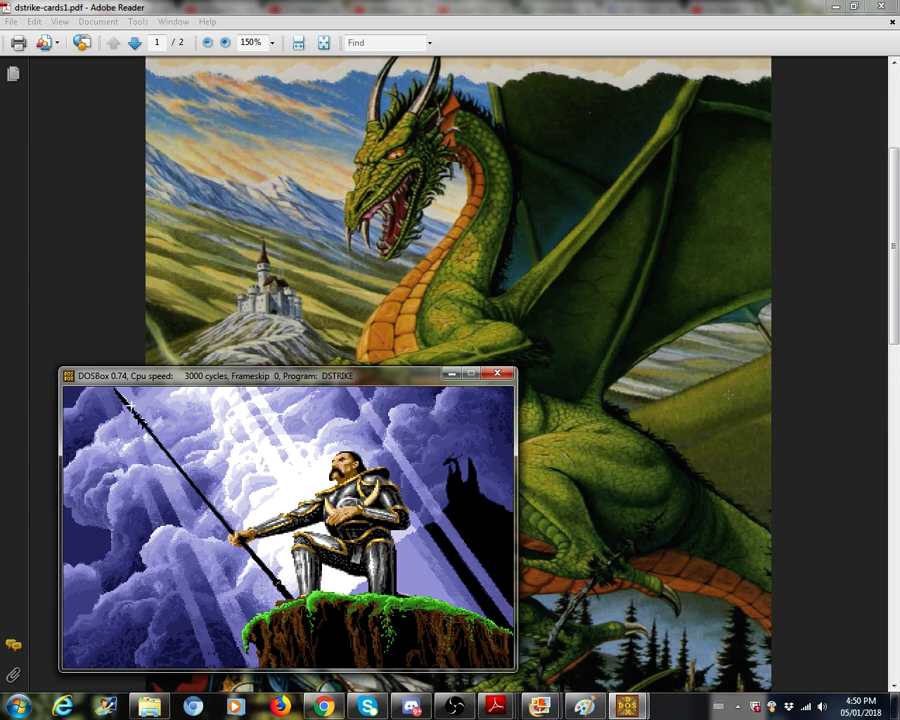 dstrike-cards1.pdf - Adobe Reader
File Edit View Document Tools Window Help
1 / 2 150% Find
DOSBox 0.74, Cpu speed: 3000 cycles, Frameskip 0, Program: DSTRIKE
4:50 PM
05/01/2018